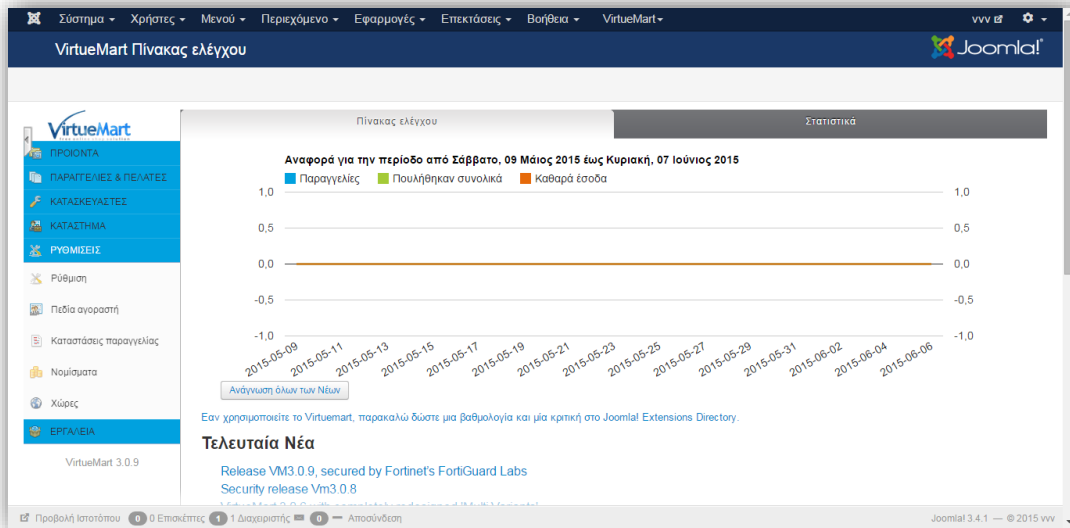 Σύστημα Χρήστες Μενού Περιεχόμενο Εφαρμογές Επεκτάσεις Βοήθεια VirtueMart vvv
VirtueMart Πίνακας ελέγχου
Joomla!
VirtueMart
Πίνακας ελέγχου
Στατιστικά
ΠΡΟΪΟΝΤΑ
ΠΑΡΑΓΓΕΛΙΕΣ & ΠΕΛΑΤΕΣ
ΚΑΤΑΣΚΕΥΑΣΤΕΣ
ΚΑΤΑΣΤΗΜΑ
ΡΥΘΜΙΣΕΙΣ
Ρύθμιση
Πεδία αγοραστή
Καταστάσεις παραγγελίας
Νομίσματα
Χώρες
ΕΡΓΑΛΕΙΑ
VirtueMart 3.0.9
Αναφορά για την περίοδο από Σάββατο, 09 Μάιος 2015 έως Κυριακή, 07 Ιούνιος 2015
Παραγγελίες Πουλήθηκαν συνολικά Καθαρά έσοδα
1,0 1,0
0,5 0,5
0,0 0,0
-0,5 -0,5
-1,0 -1,0
2015-05-09 2015-05-11 2015-05-13 2015-05-15 2015-05-17 2015-05-19 2015-05-21 2015-05-23 2015-05-25 2015-05-27 2015-05-29 2015-05-31 2015-06-02 2015-06-04 2015-06-06
Ανάγνωση όλων των Νέων
Εαν χρησιμοποιείτε το Virtuemart, παρακαλώ δώστε μια βαθμολογία και μία κριτική στο Joomla! Extensions Directory.
Τελευταία Νέα
Release VM3.0.9, secured by Fortinet's FortiGuard Labs
Security release Vm3.0.8
Προβολή Ιστοτόπου 0 0 Επισκέπτες 1 1 Διαχειριστής 0 Αποσύνδεση
Joomla! 3.4.1 — © 2015 vvv